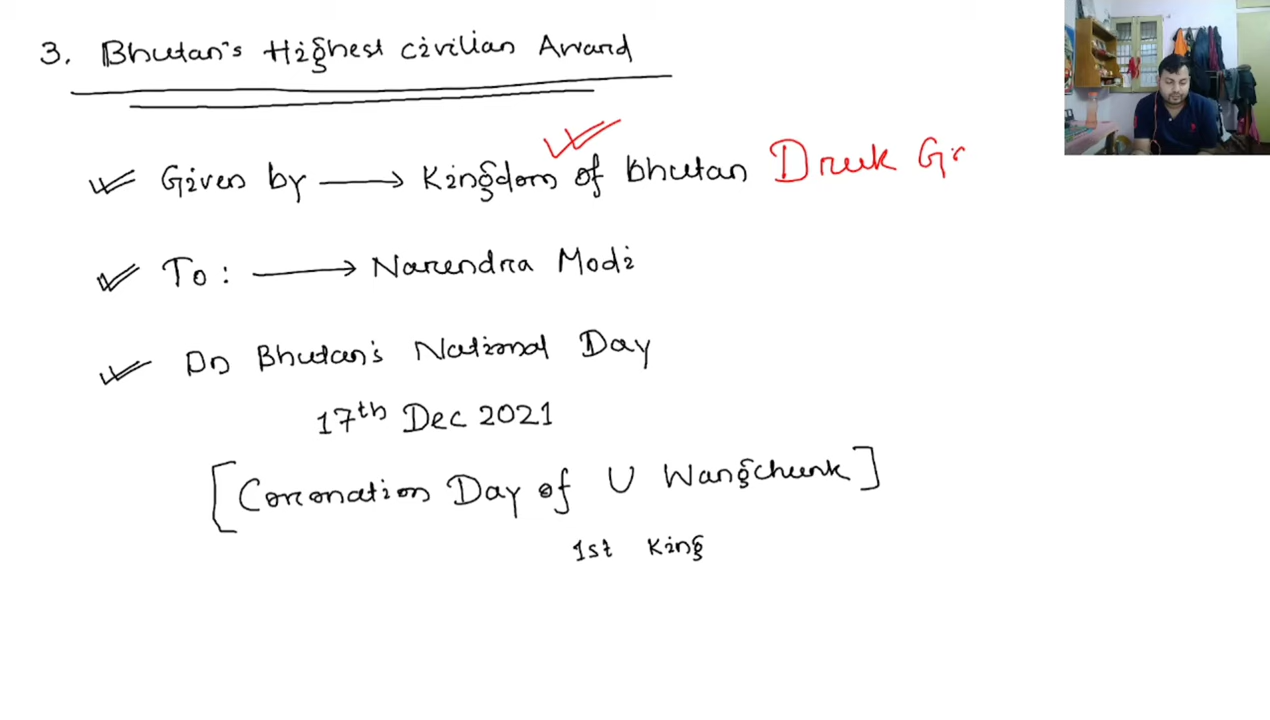 3. Bhutan's Highest Civilian Award
Given by → Kingdom of Bhutan Druk
To: → Narendra Modi
On Bhutan's National Day
17th Dec 2021
[Coronation Day of U Wangchunk]
1st King